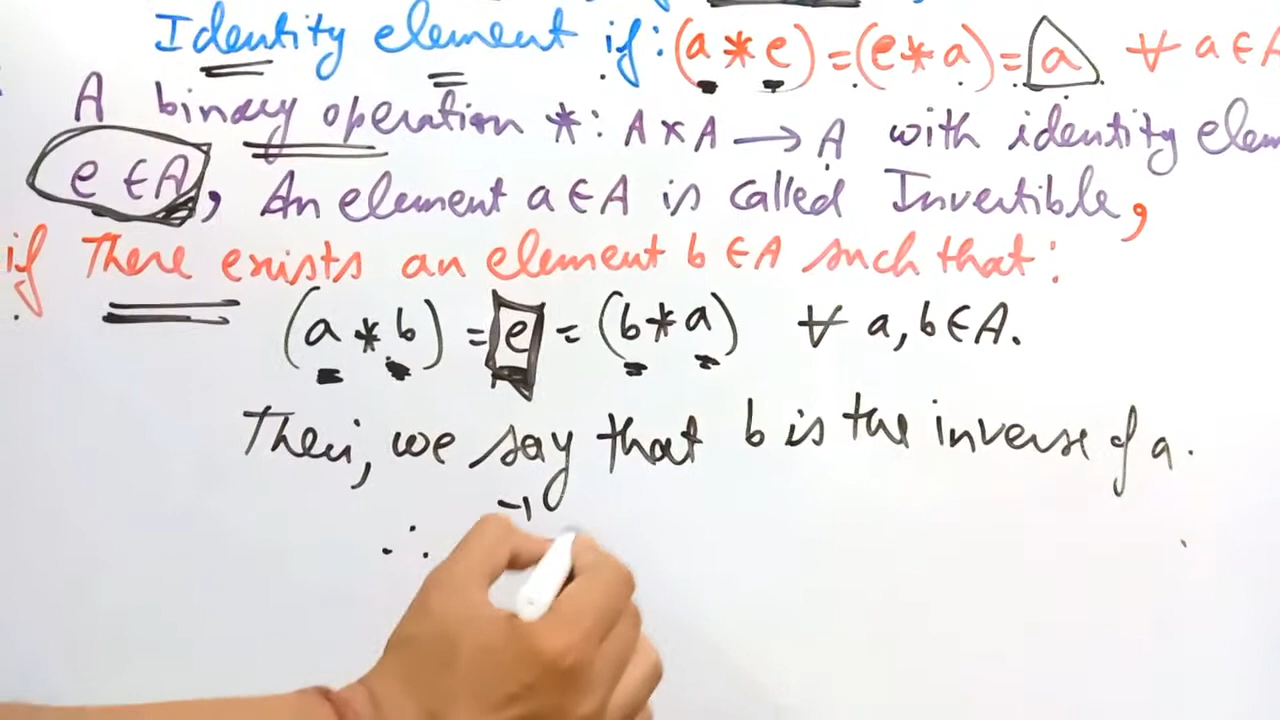 Identity element if: (a * e) = (e * a) = a ∀ a ∈ A
A binary operation * : A × A → A with identity elem
e ∈ A, An element a ∈ A is called Invertible,
if There exists an element b ∈ A such that:
(a * b) = e = (b * a) ∀ a, b ∈ A.
Then, we say that b is the inverse of a.
∴ -1